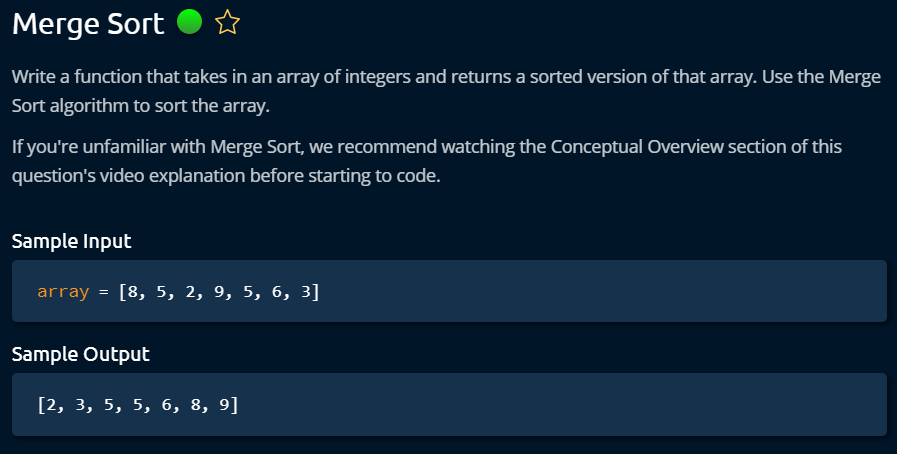 Merge Sort
Write a function that takes in an array of integers and returns a sorted version of that array. Use the Merge
Sort algorithm to sort the array.
If you're unfamiliar with Merge Sort, we recommend watching the Conceptual Overview section of this
question's video explanation before starting to code.
Sample Input
array = [8, 5, 2, 9, 5, 6, 3]
Sample Output
[2, 3, 5, 5, 6, 8, 9]